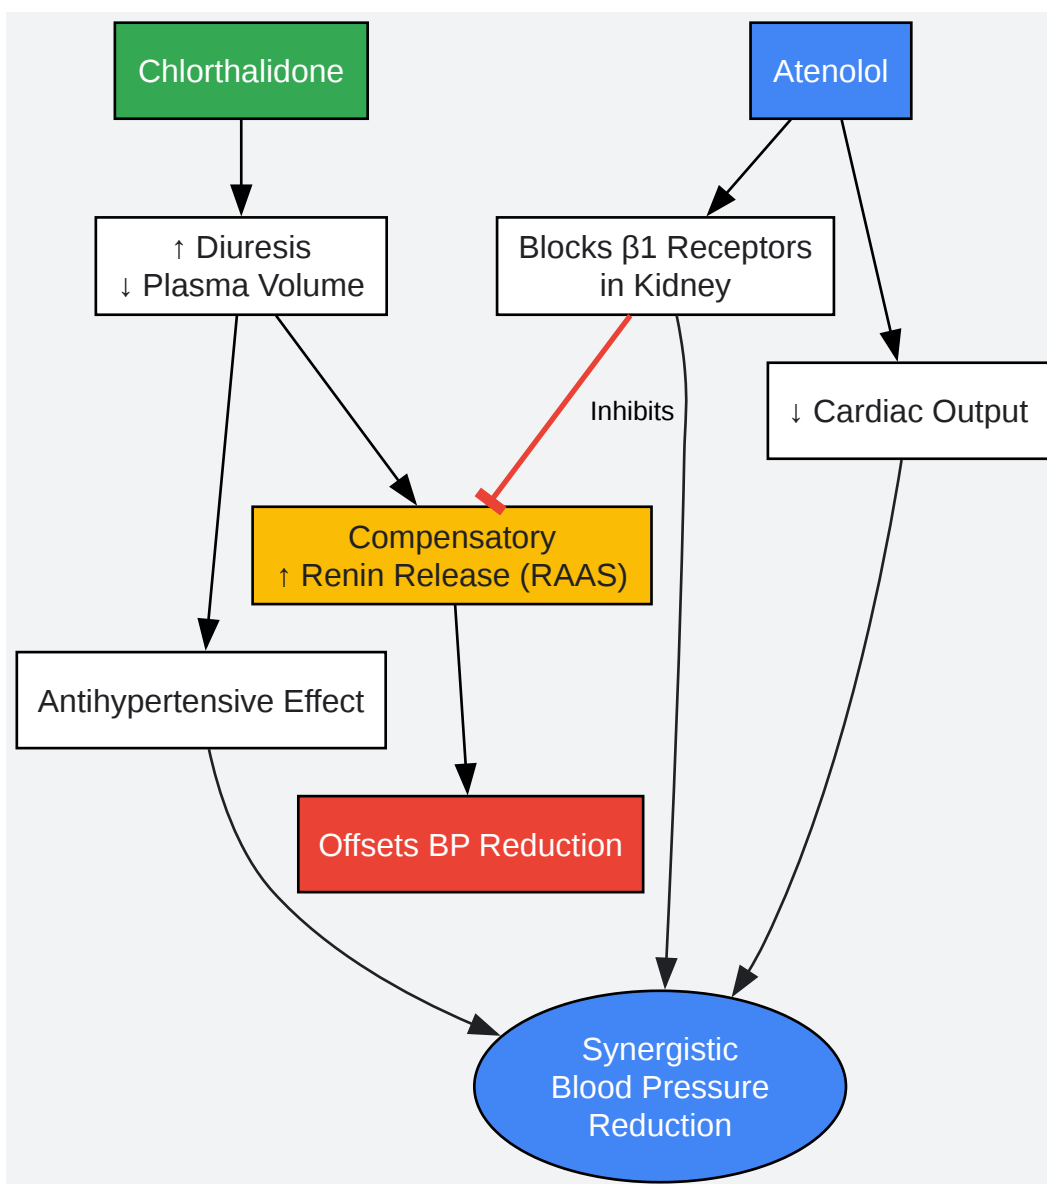 Chlorthalidone
Atenolol
↑ Diuresis
↓ Plasma Volume
Blocks β1 Receptors
in Kidney
↓ Cardiac Output
Inhibits
Compensatory
↑ Renin Release (RAAS)
Antihypertensive Effect
Offsets BP Reduction
Synergistic
Blood Pressure
Reduction